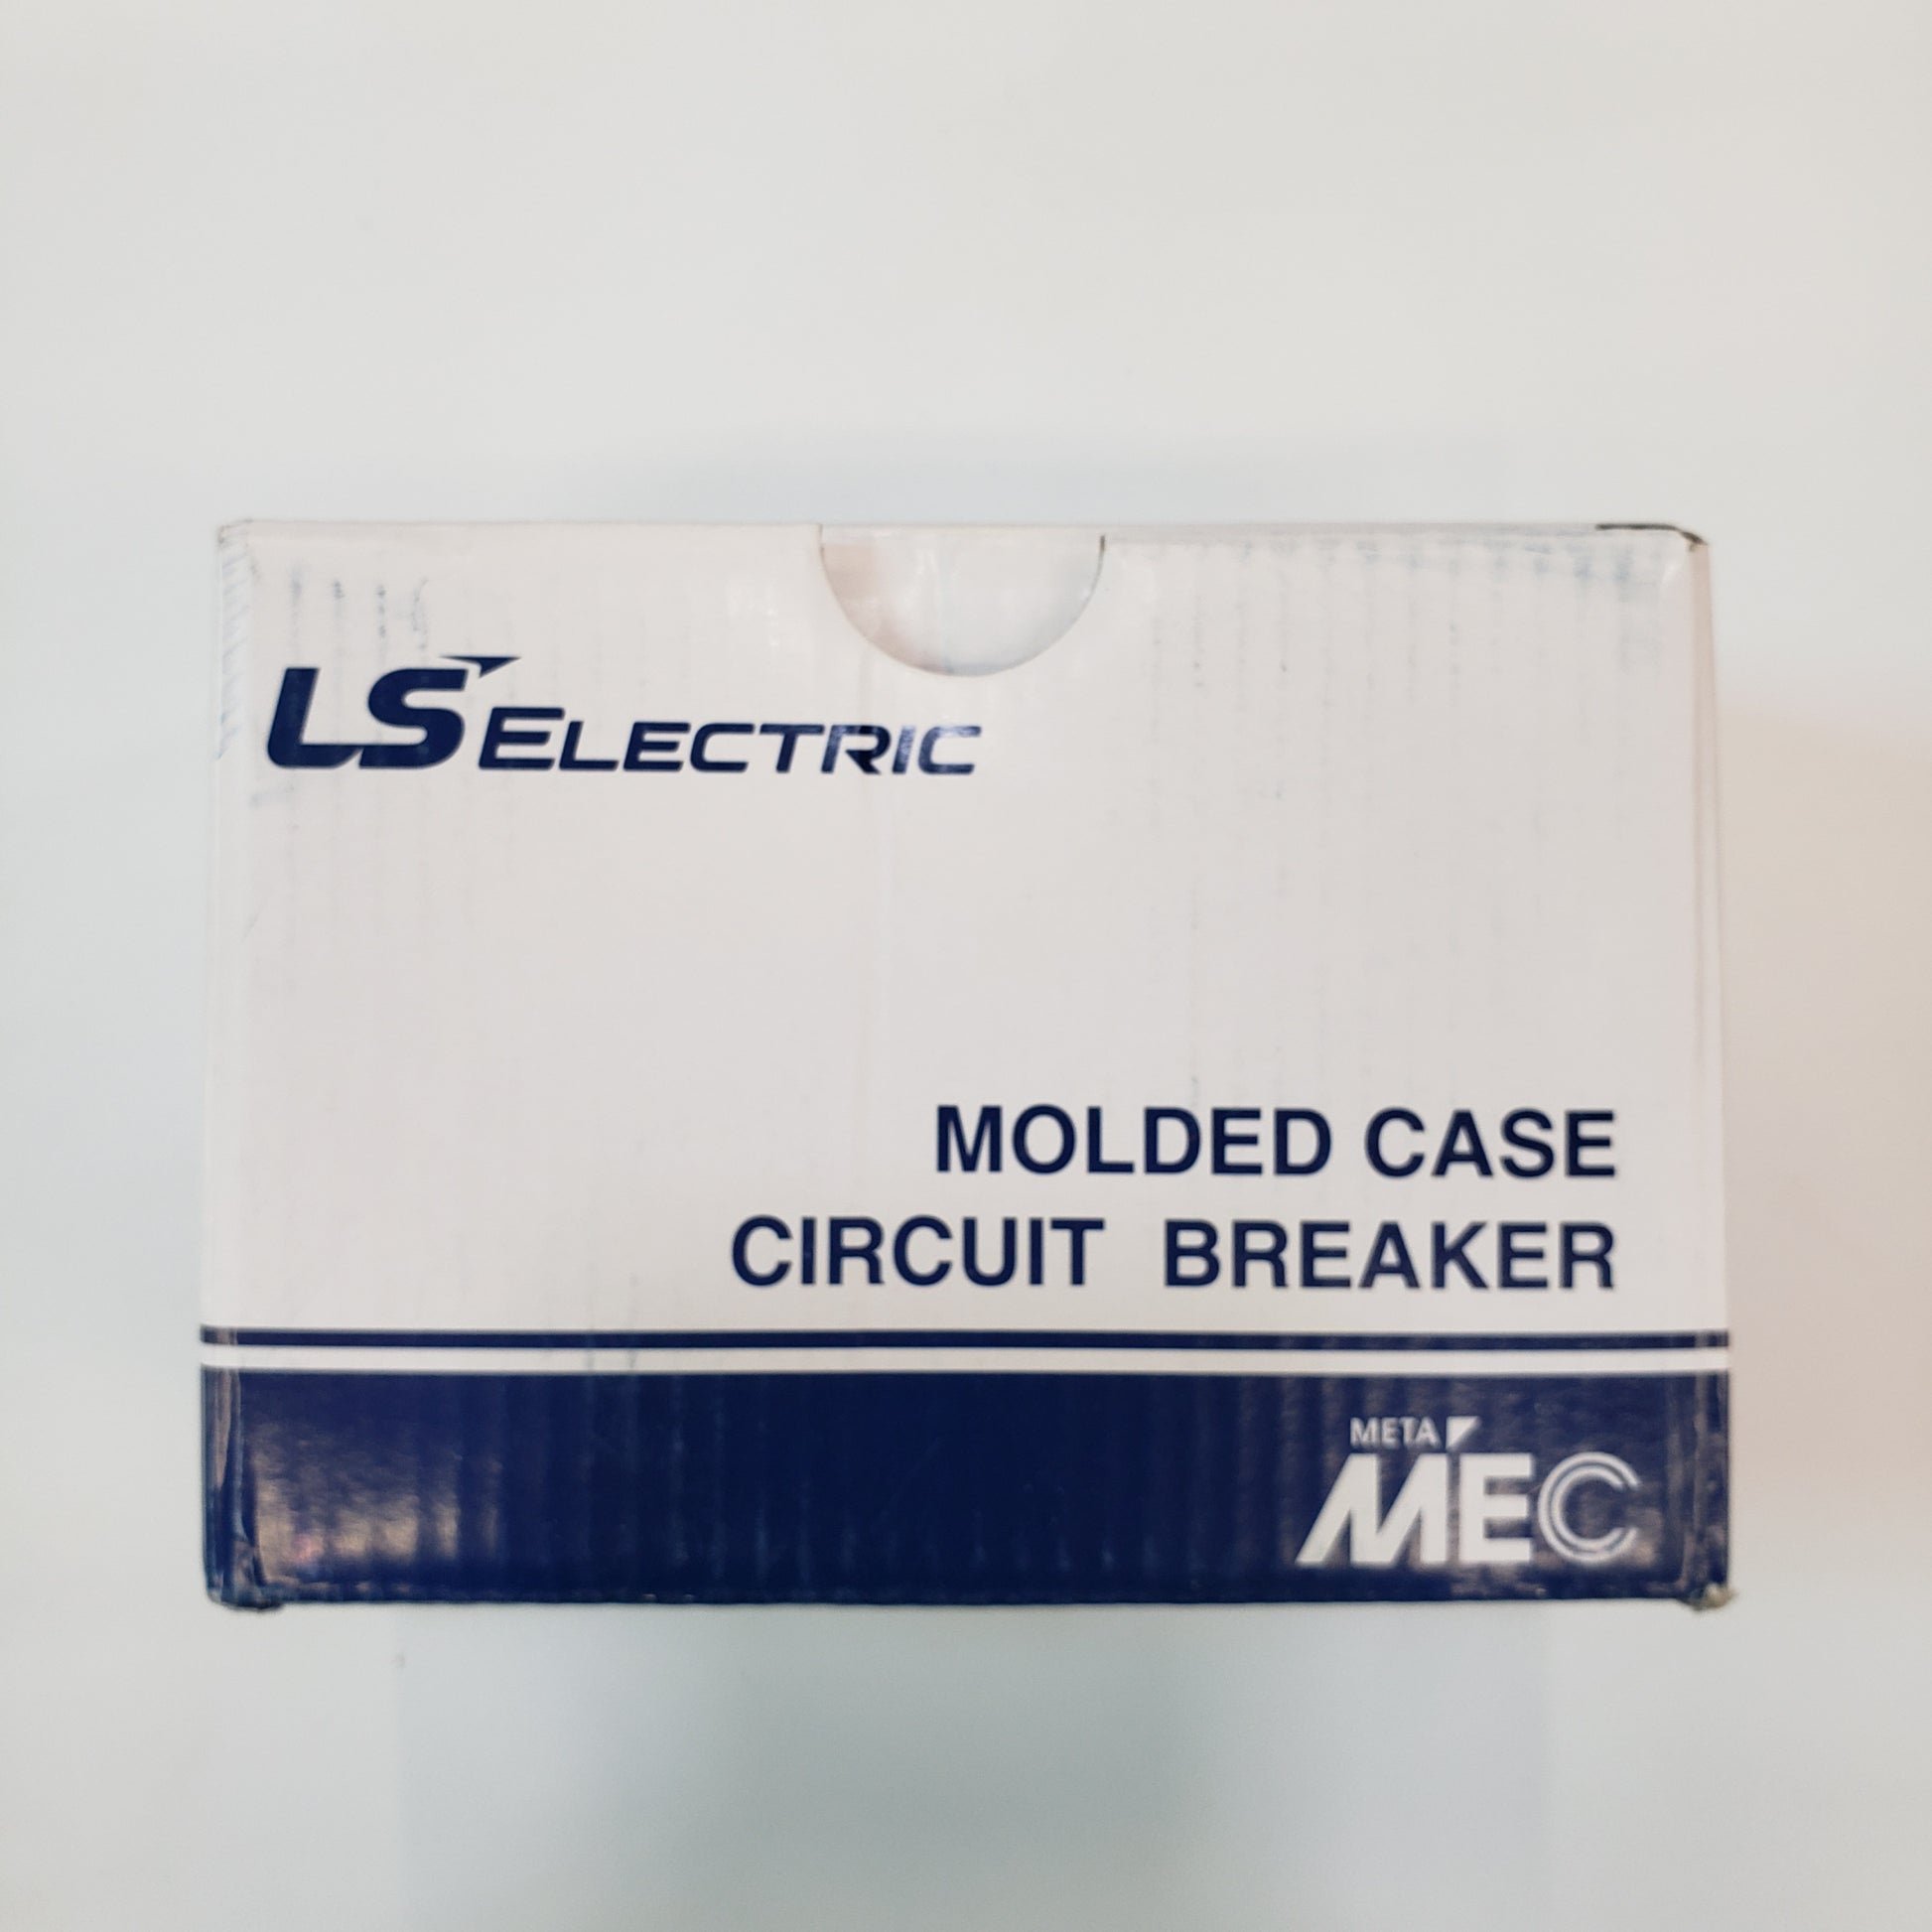 LS ELECTRIC
MOLDED CASE
CIRCUIT BREAKER
META
MEC